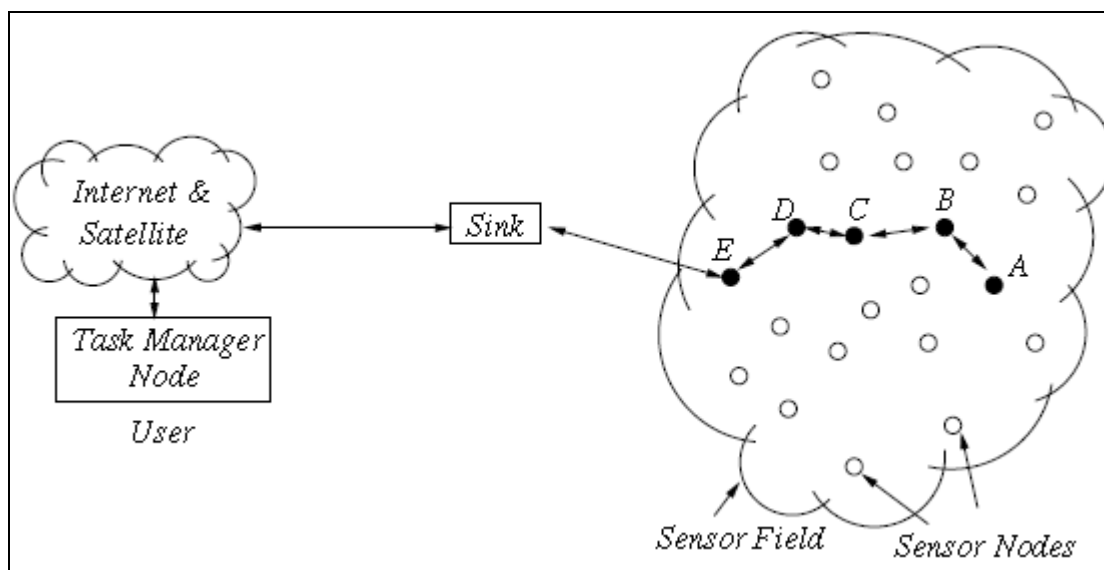 Internet &
Satellite
Task Manager
Node
User
Sink
E
D
C
B
A
Sensor Field
Sensor Nodes